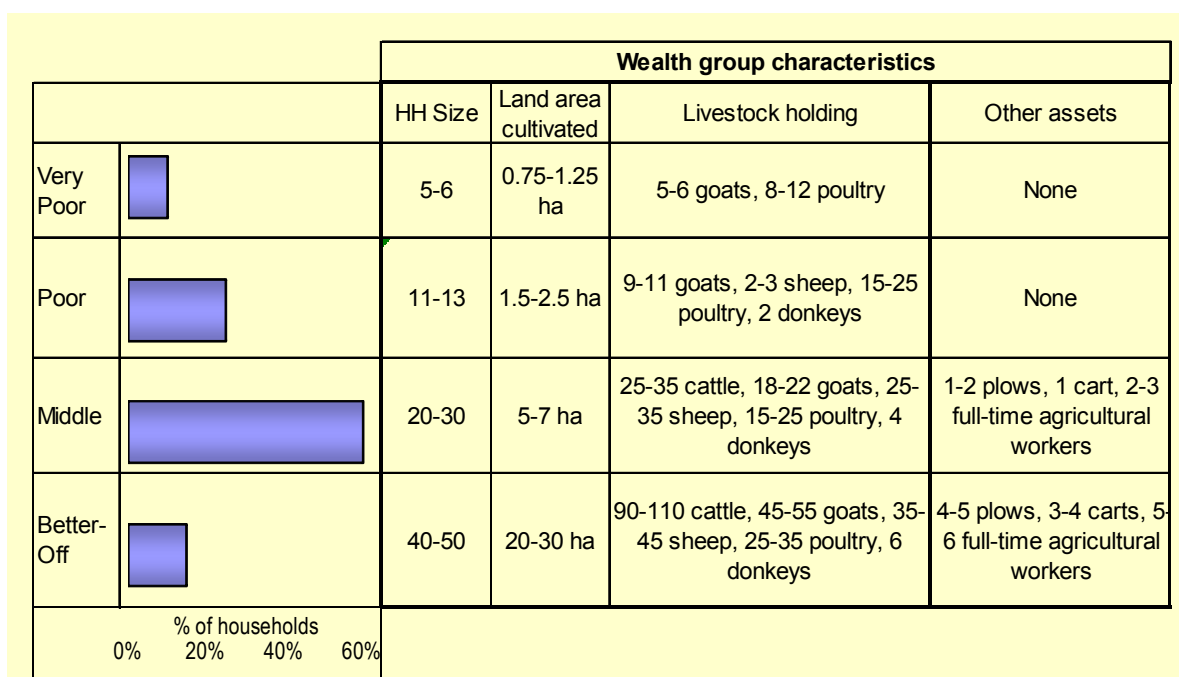 Wealth group characteristics
HH Size
Land area
cultivated
Livestock holding
Other assets
Very
Poor
5-6
0.75-1.25
ha
5-6 goats, 8-12 poultry
None
Poor
11-13
1.5-2.5 ha
9-11 goats, 2-3 sheep, 15-25
poultry, 2 donkeys
None
Middle
20-30
5-7 ha
25-35 cattle, 18-22 goats, 25-
35 sheep, 15-25 poultry, 4
donkeys
1-2 plows, 1 cart, 2-3
full-time agricultural
workers
Better-
Off
40-50
20-30 ha
90-110 cattle, 45-55 goats, 35-
45 sheep, 25-35 poultry, 6
donkeys
4-5 plows, 3-4 carts, 5-
6 full-time agricultural
workers
% of households
0% 20% 40% 60%